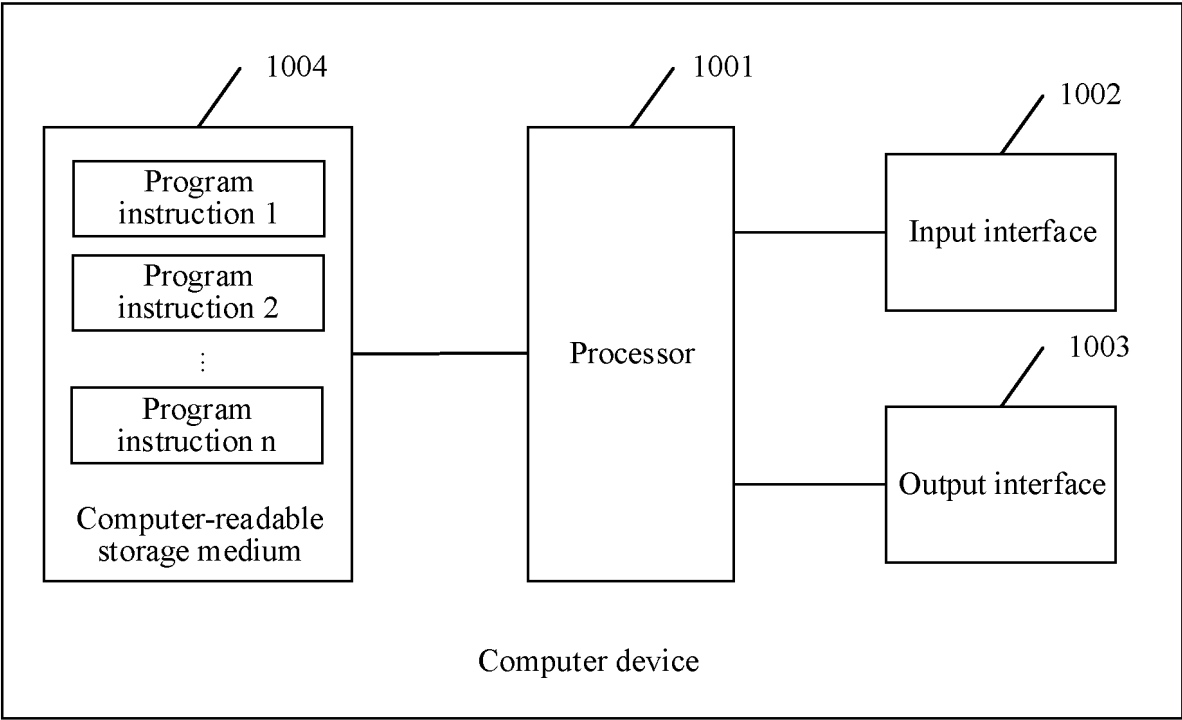 1004
Program
instruction 1
Program
instruction 2
⋮
Program
instruction n
Computer-readable
storage medium
1001
Processor
1002
Input interface
1003
Output interface
Computer device